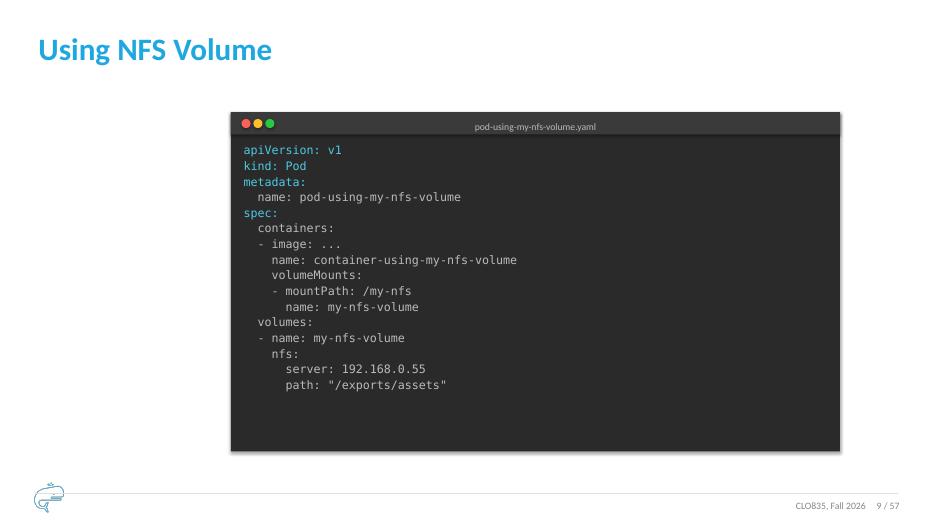 Using NFS Volume
pod-using-my-nfs-volume.yaml
apiVersion: v1
kind: Pod
metadata:
  name: pod-using-my-nfs-volume
spec:
  containers:
  - image: ...
    name: container-using-my-nfs-volume
    volumeMounts:
    - mountPath: /my-nfs
      name: my-nfs-volume
  volumes:
  - name: my-nfs-volume
    nfs:
      server: 192.168.0.55
      path: "/exports/assets"
CLO835, Fall 2026 9 / 57